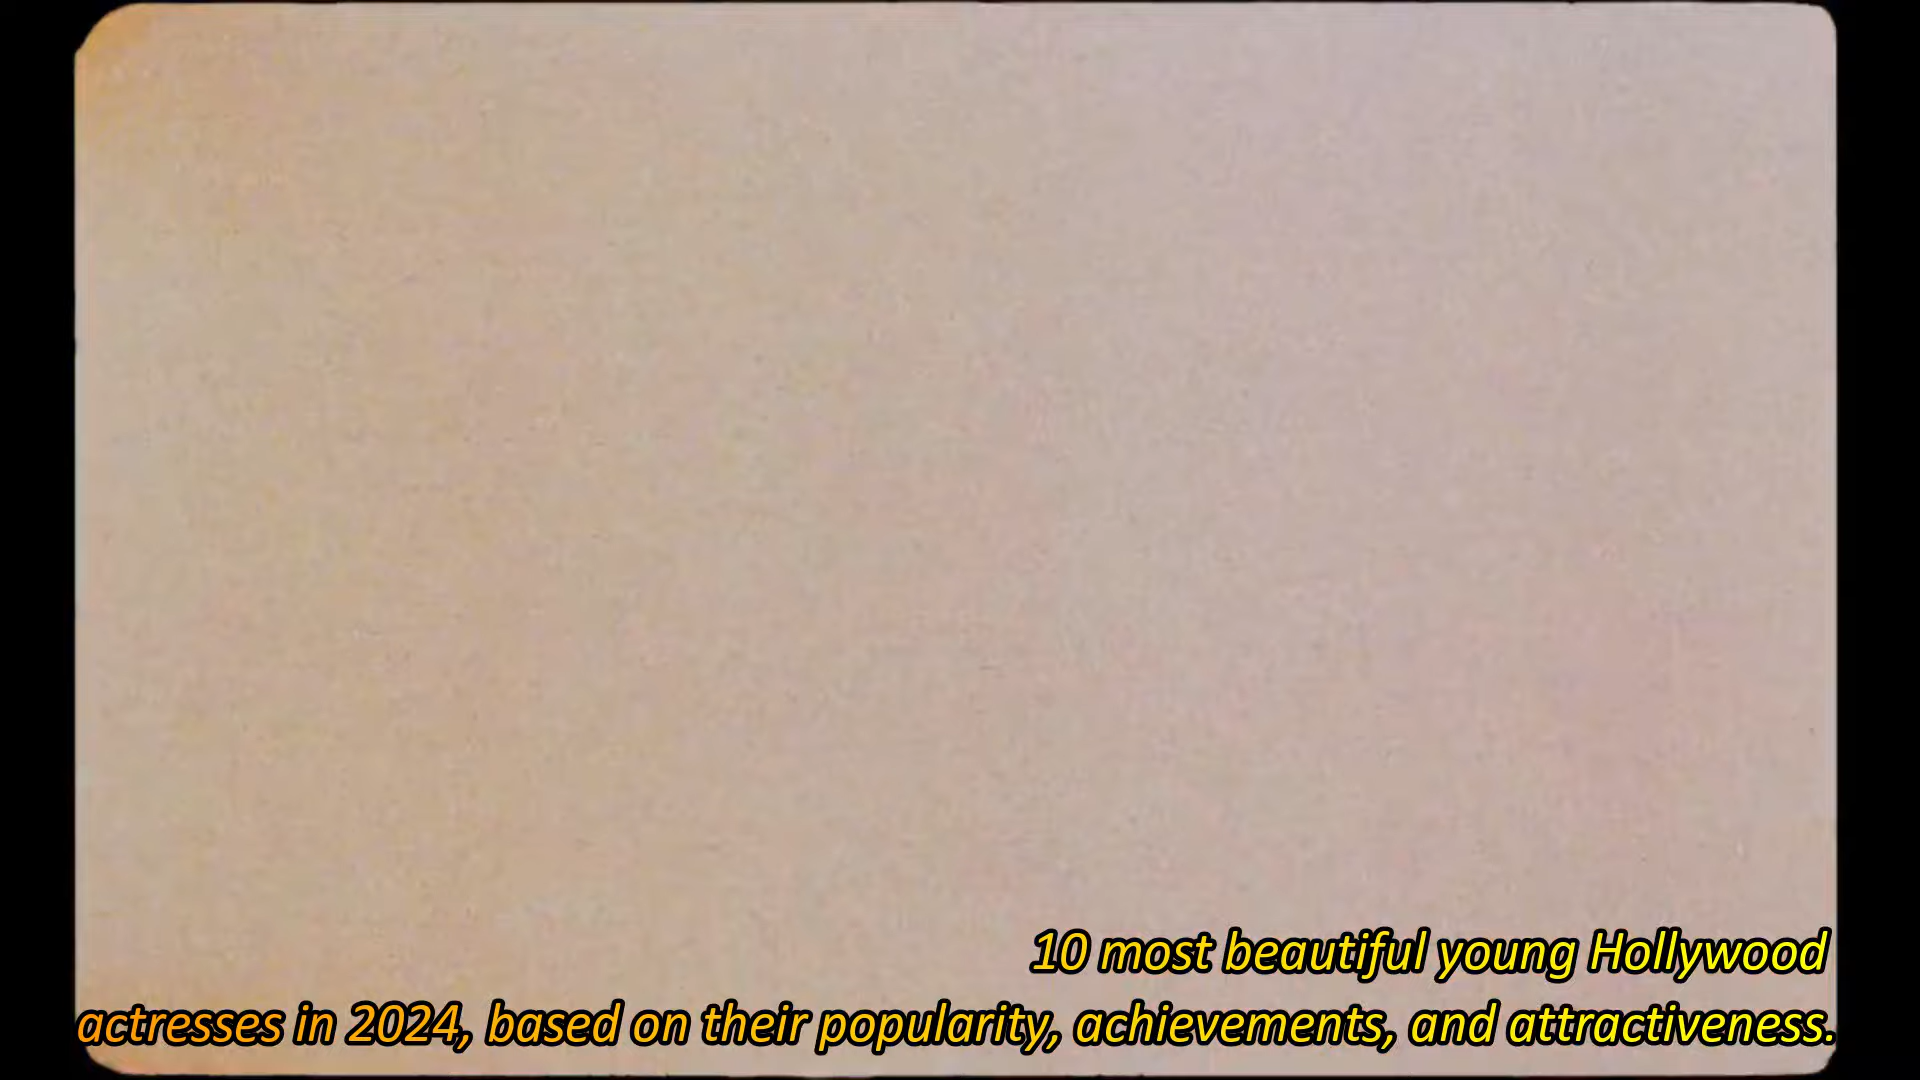 10 most beautiful young Hollywood
actresses in 2024, based on their popularity, achievements, and attractiveness.